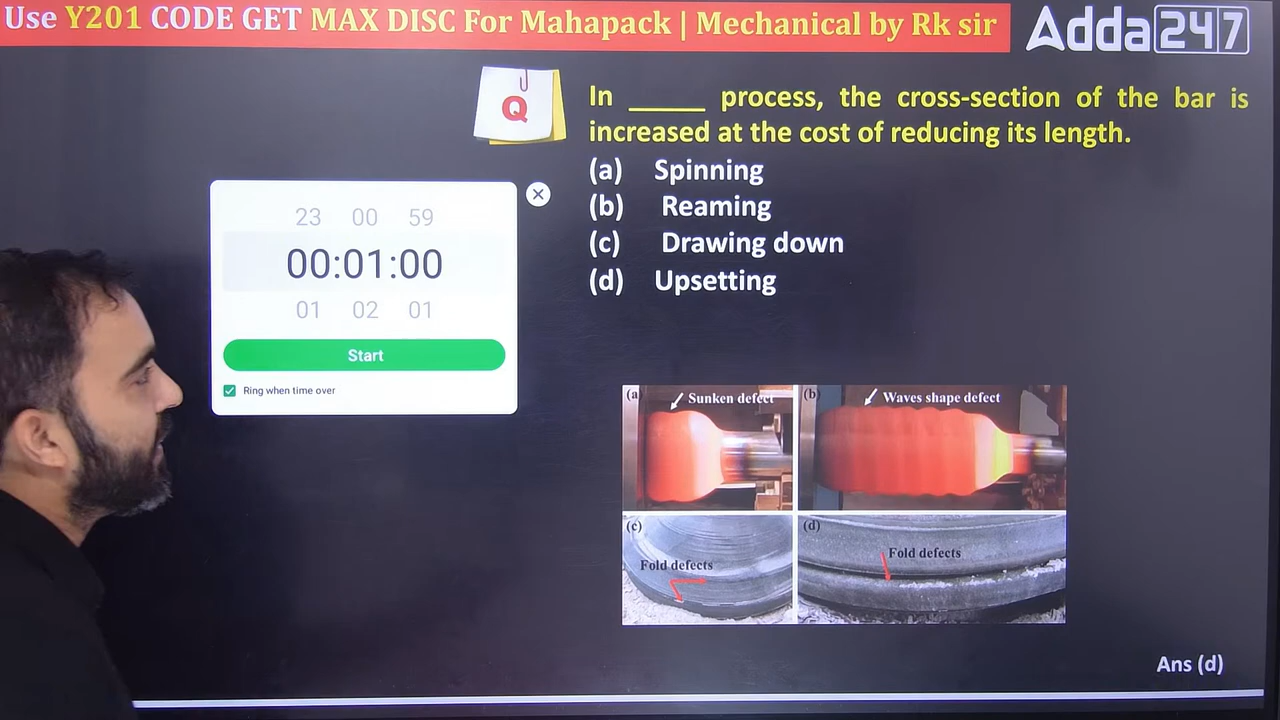 Use Y201 CODE GET MAX DISC For Mahapack | Mechanical by Rk sir
Adda247
Q
In _____ process, the cross-section of the bar is
increased at the cost of reducing its length.
(a) Spinning
(b) Reaming
(c) Drawing down
(d) Upsetting
23 00 59
00:01:00
01 02 01
Start
Ring when time over
(a) Sunken defect
(b) Waves shape defect
(c) Fold defects
(d) Fold defects
Ans (d)